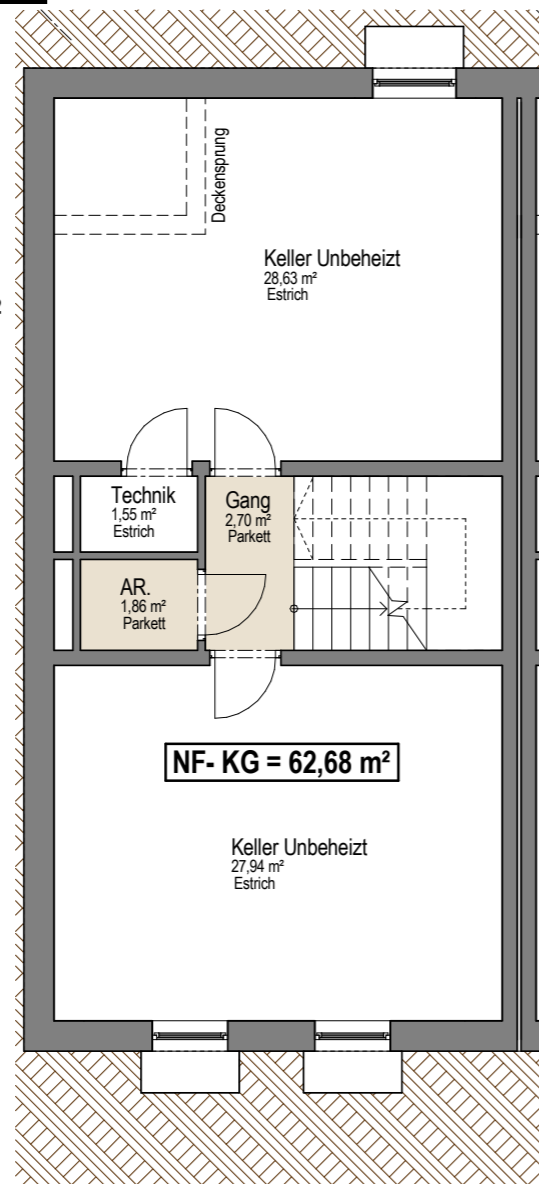 Deckensprung
Keller Unbeheizt
28,63 m²
Estrich
Technik
1,55 m²
Estrich
Gang
2,70 m²
Parkett
AR.
1,86 m²
Parkett
NF- KG = 62,68 m²
Keller Unbeheizt
27,94 m²
Estrich